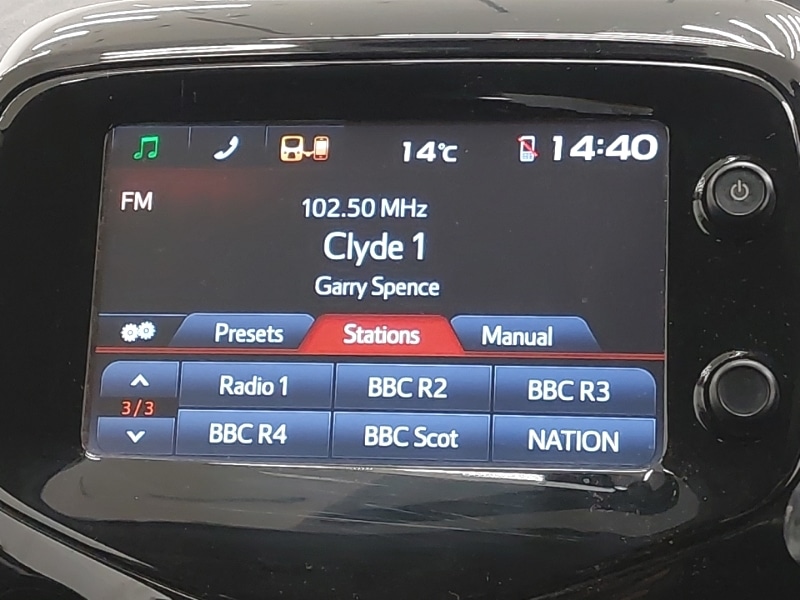 14°C 14:40
FM
102.50 MHz
Clyde 1
Garry Spence
Presets Stations Manual
Radio 1 BBC R2 BBC R3
3/3
BBC R4 BBC Scot NATION